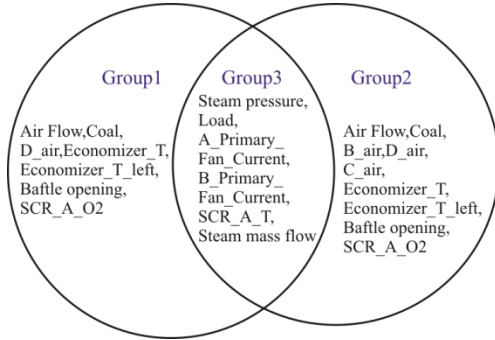 Group1
Air Flow,Coal,
D_air,Economizer_T,
Economizer_T_left,
Baftle opening,
SCR_A_O2
Group3
Steam pressure,
Load,
A_Primary_
Fan_Current,
B_Primary_
Fan_Current,
SCR_A_T,
Steam mass flow
Group2
Air Flow,Coal,
B_air,D_air,
C_air,
Economizer_T,
Economizer_T_left,
Baftle opening,
SCR_A_O2